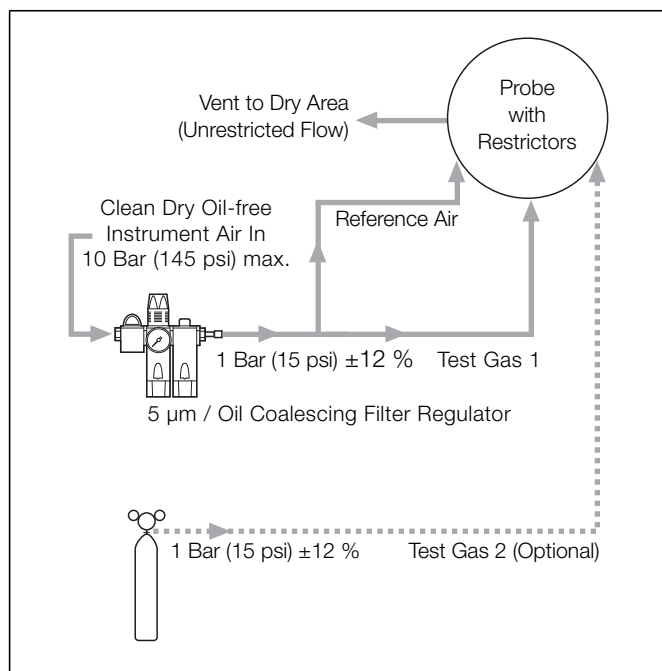 Probe
with
Restrictors
Vent to Dry Area
(Unrestricted Flow)
Clean Dry Oil-free
Instrument Air In
10 Bar (145 psi) max.
Reference Air
1 Bar (15 psi) ±12 %
Test Gas 1
5 µm / Oil Coalescing Filter Regulator
1 Bar (15 psi) ±12 %
Test Gas 2 (Optional)